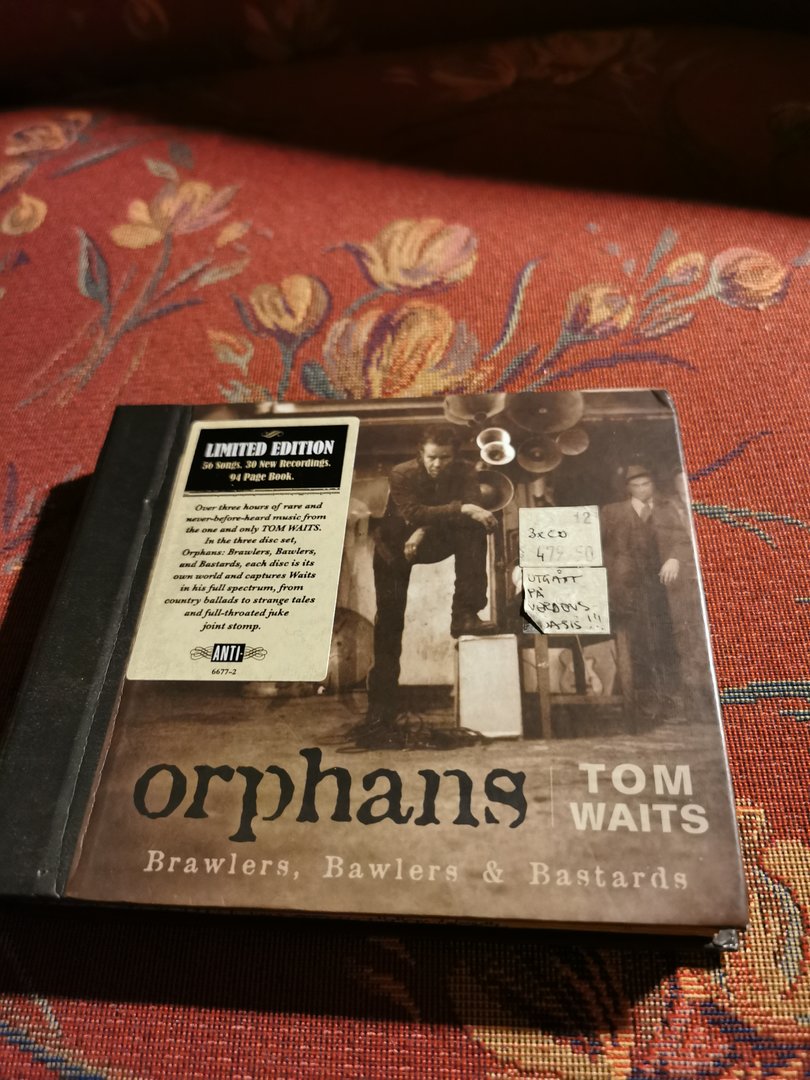 LIMITED EDITION
56 Songs. 30 New Recordings.
94 Page Book.
Over three hours of rare and
never-before-heard music from
the one and only TOM WAITS.
In the three disc set,
Orphans: Brawlers, Bawlers,
and Bastards, each disc is its
own world and captures Waits
in his full spectrum, from
country ballads to strange tales
and full-throated juke
joint stomp.
ANTI-
6677-2
12
3xCD
479 50
UTGÅTT
PÅ
VERDENS
BASIS !!!
orphans
TOM
WAITS
Brawlers, Bawlers & Bastards